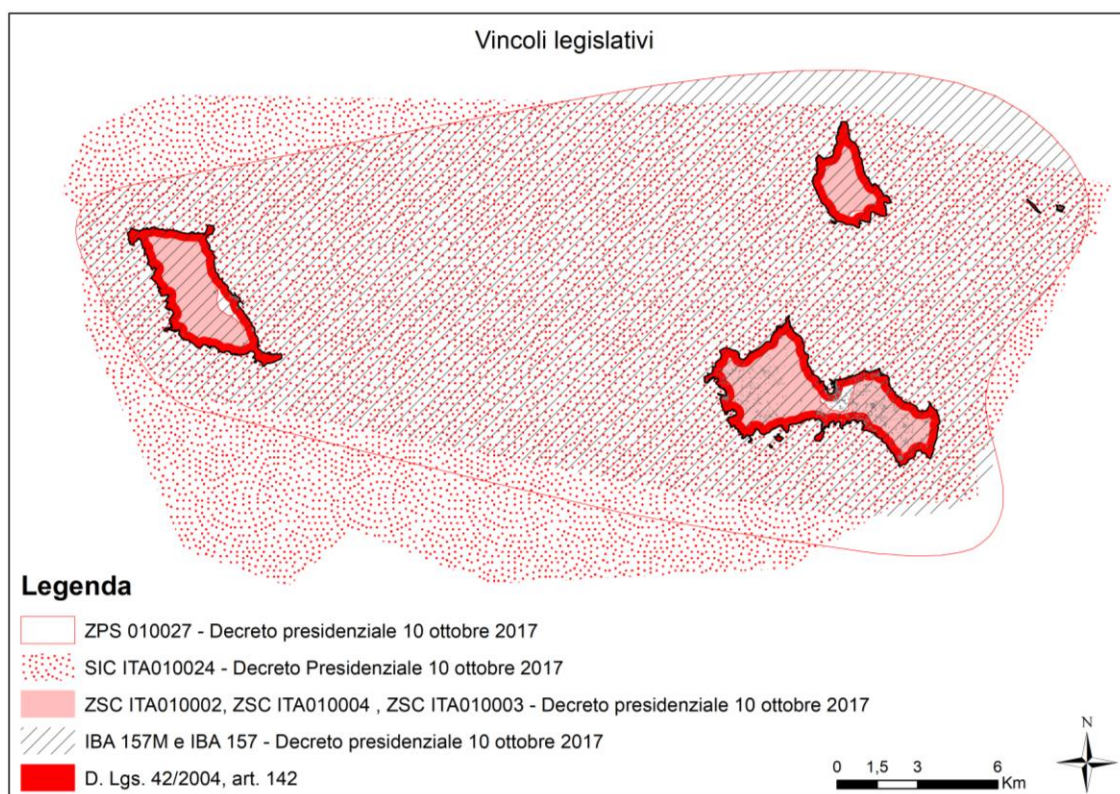 Vincoli legislativi
Legenda
ZPS 010027 - Decreto presidenziale 10 ottobre 2017
SIC ITA010024 - Decreto Presidenziale 10 ottobre 2017
ZSC ITA010002, ZSC ITA010004 , ZSC ITA010003 - Decreto presidenziale 10 ottobre 2017
IBA 157M e IBA 157 - Decreto presidenziale 10 ottobre 2017
D. Lgs. 42/2004, art. 142
N
0 1,5 3 6
Km